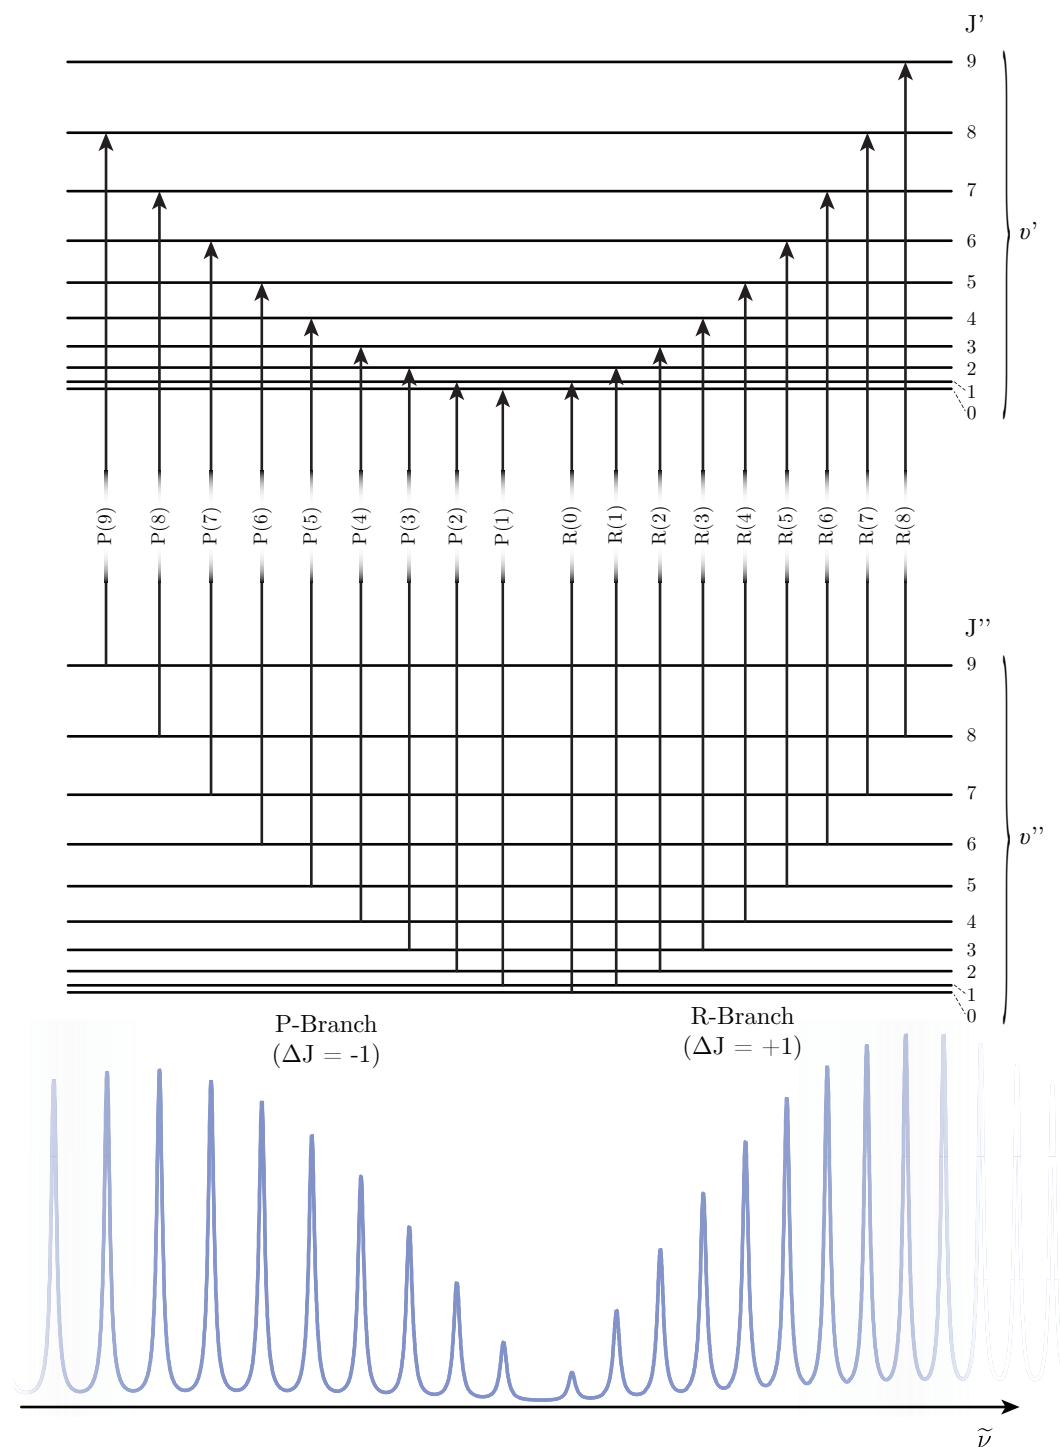 J’
9
8
7
6
5
4
3
2
1
0
v’
P(9) P(8) P(7) P(6) P(5) P(4) P(3) P(2) P(1) R(0) R(1) R(2) R(3) R(4) R(5) R(6) R(7) R(8)
J’’
9
8
7
6
5
4
3
2
1
0
v’’
P-Branch
(ΔJ = -1)
R-Branch
(ΔJ = +1)
ν̃